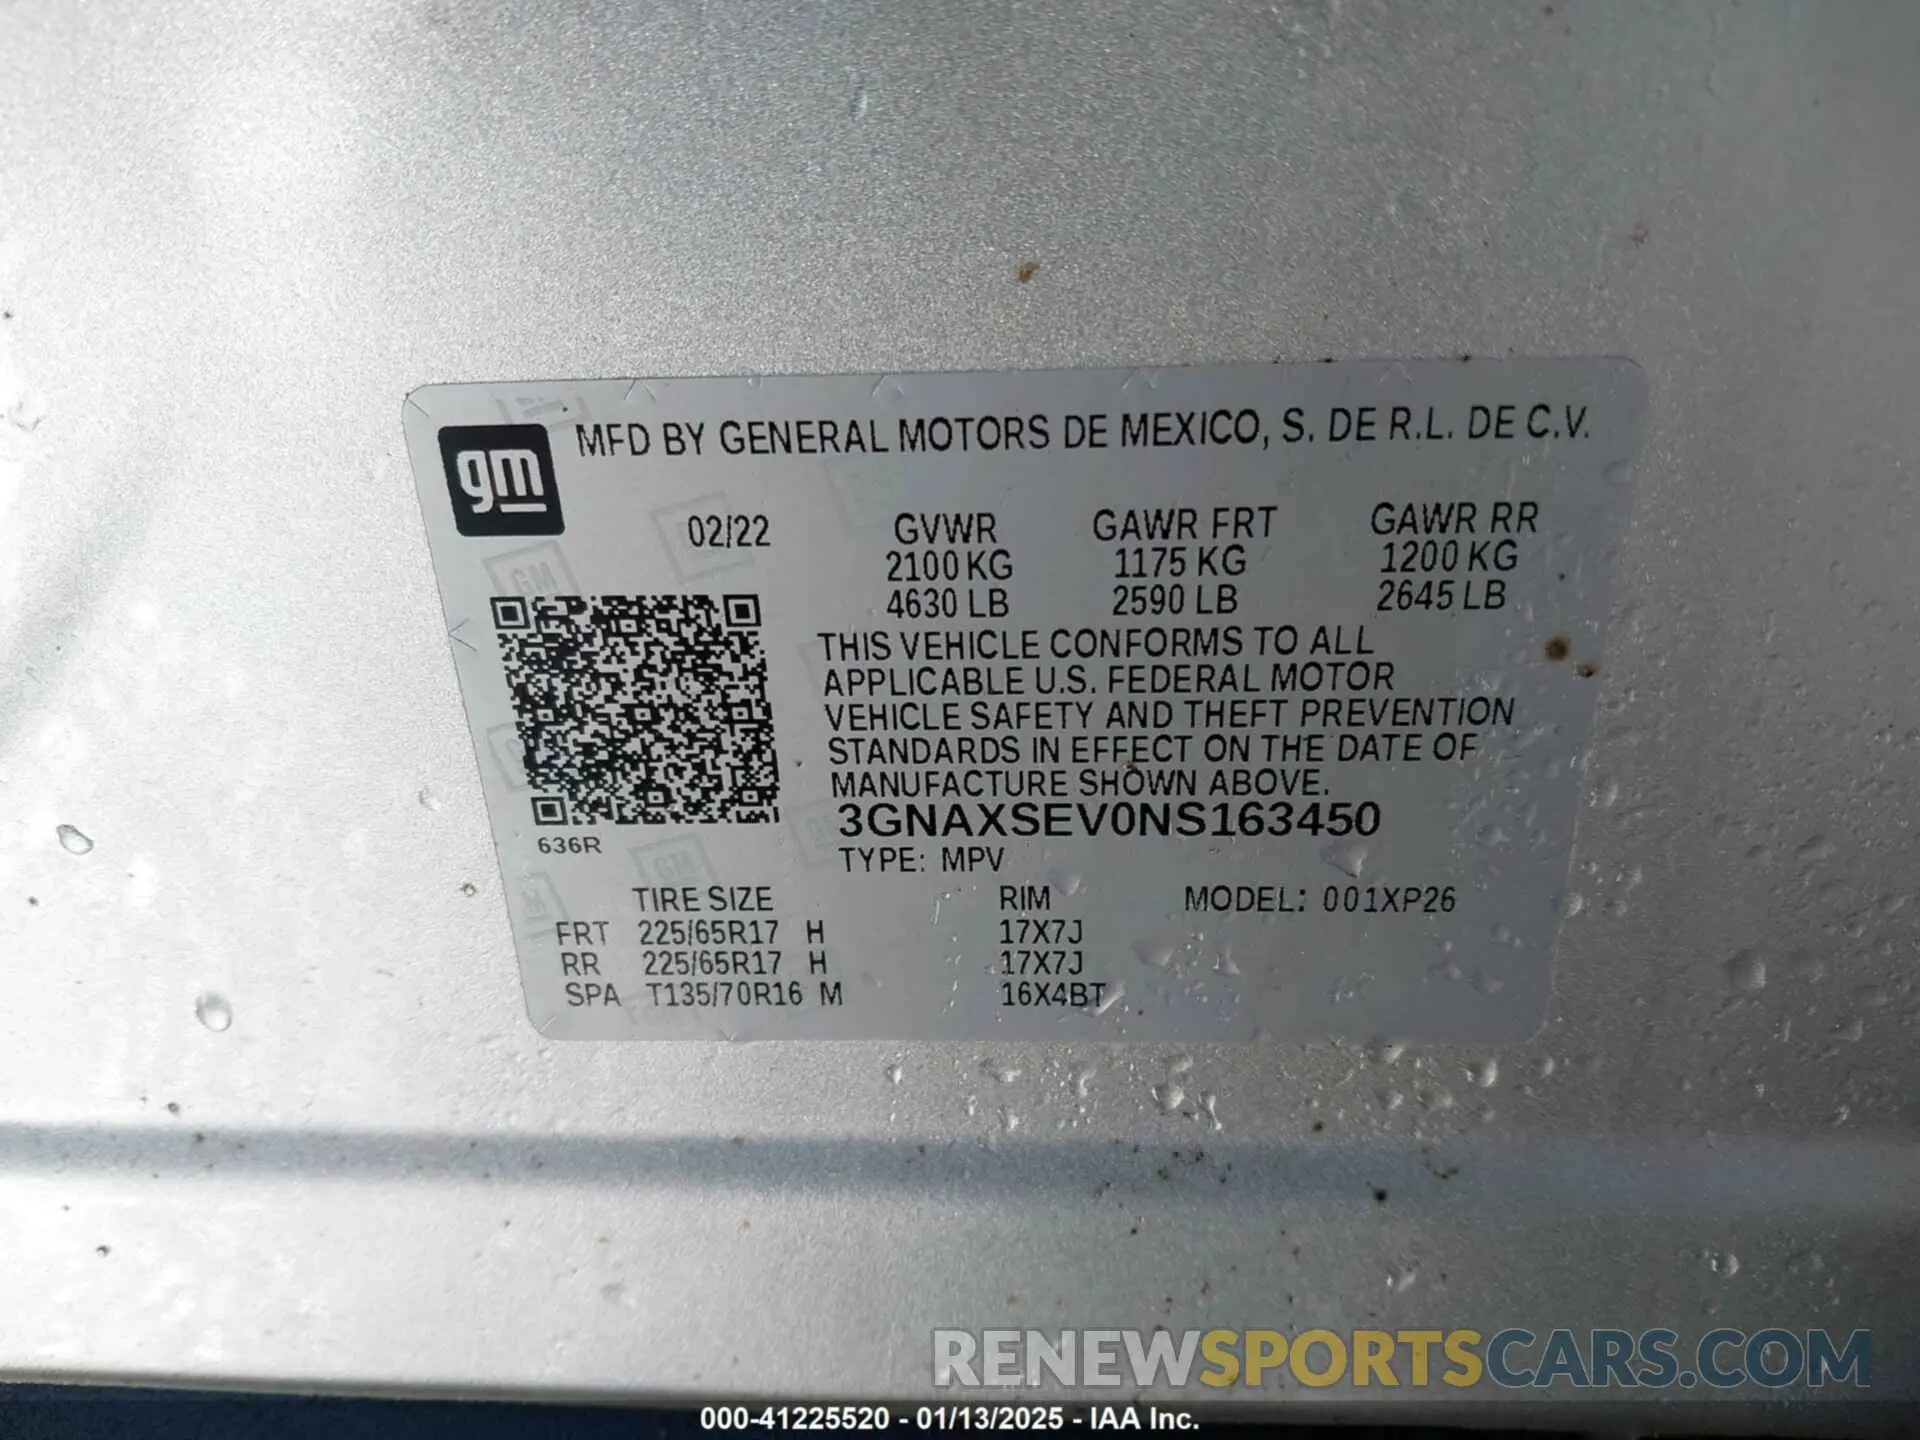 gm
MFD BY GENERAL MOTORS DE MEXICO, S. DE R.L. DE C.V.
02/22 GVWR GAWR FRT GAWR RR
2100 KG 1175 KG 1200 KG
4630 LB 2590 LB 2645 LB
THIS VEHICLE CONFORMS TO ALL
APPLICABLE U.S. FEDERAL MOTOR
VEHICLE SAFETY AND THEFT PREVENTION
STANDARDS IN EFFECT ON THE DATE OF
MANUFACTURE SHOWN ABOVE.
3GNAXSEV0NS163450
636R
TYPE: MPV
TIRE SIZE RIM MODEL: 001XP26
FRT 225/65R17 H 17X7J
RR 225/65R17 H 17X7J
SPA T135/70R16 M 16X4BT
RENEWSPORTSCARS.COM
000-41225520 - 01/13/2025 - IAA Inc.